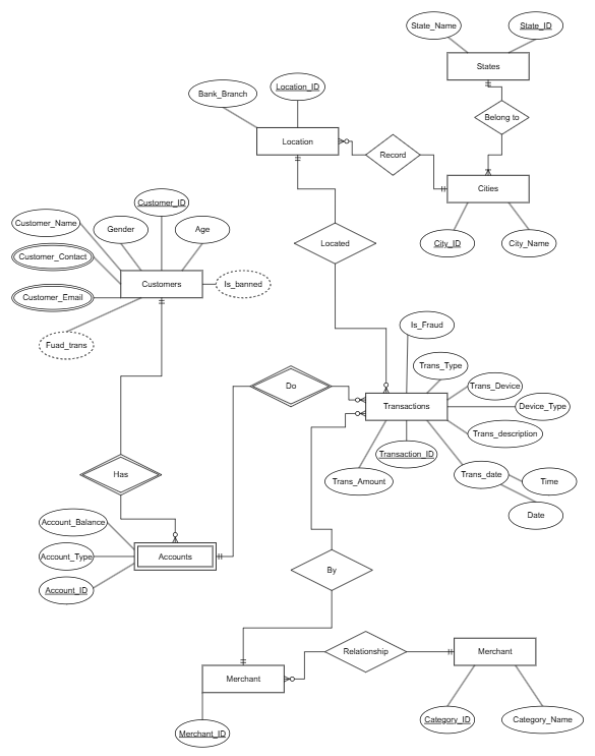 State_Name
State_ID
States
Bank_Branch
Location_ID
Belong to
Location
Record
Cities
Customer_ID
Customer_Name
Gender
Age
City_ID
City_Name
Located
Customer_Contact
Customers
Is_banned
Customer_Email
Is_Fraud
Fuad_trans
Trans_Type
Do
Trans_Device
Transactions
Device_Type
Trans_description
Transaction_ID
Has
Trans_Amount
Trans_date
Time
Date
Account_Balance
Account_Type
Accounts
By
Account_ID
Relationship
Merchant
Merchant
Merchant_ID
Category_ID
Category_Name